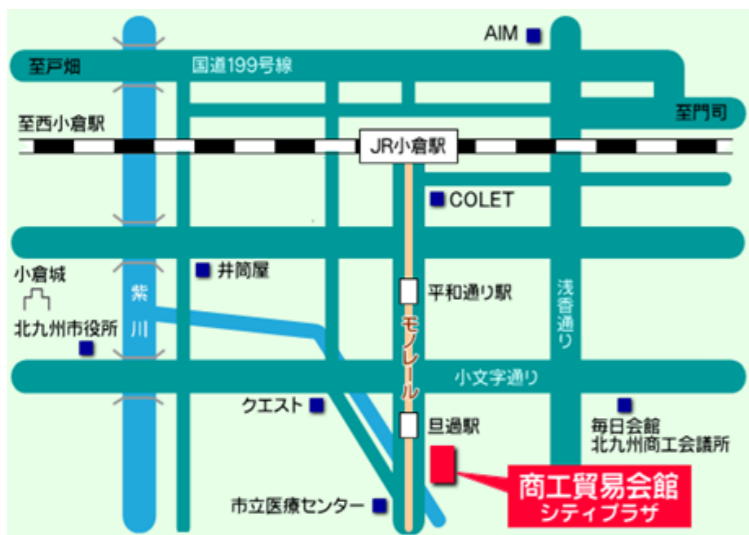 AIM
至戸畑
国道199号線
至門司
至西小倉駅
JR小倉駅
COLET
井筒屋
小倉城
紫川
平和通り駅
浅香通り
北九州市役所
モノレール
小文字通り
クエスト
旦過駅
毎日会館
北九州商工会議所
商工貿易会館
シティプラザ
市立医療センター